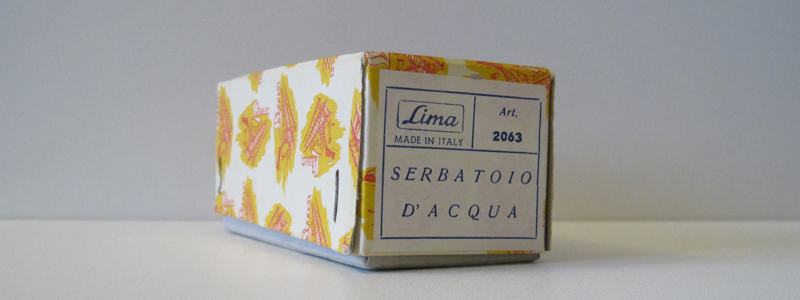 Lima
MADE IN ITALY
Art.
2063
SERBATOIO
D'ACQUA